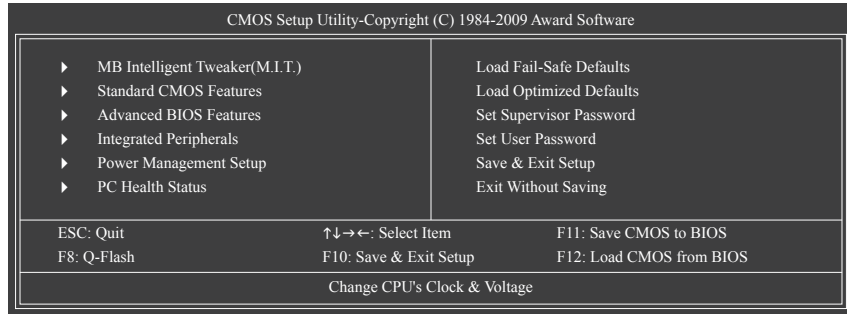 CMOS Setup Utility-Copyright (C) 1984-2009 Award Software
MB Intelligent Tweaker(M.I.T.)
Standard CMOS Features
Advanced BIOS Features
Integrated Peripherals
Power Management Setup
PC Health Status
Load Fail-Safe Defaults
Load Optimized Defaults
Set Supervisor Password
Set User Password
Save & Exit Setup
Exit Without Saving
ESC: Quit ↑↓→←: Select Item F11: Save CMOS to BIOS
F8: Q-Flash F10: Save & Exit Setup F12: Load CMOS from BIOS
Change CPU's Clock & Voltage